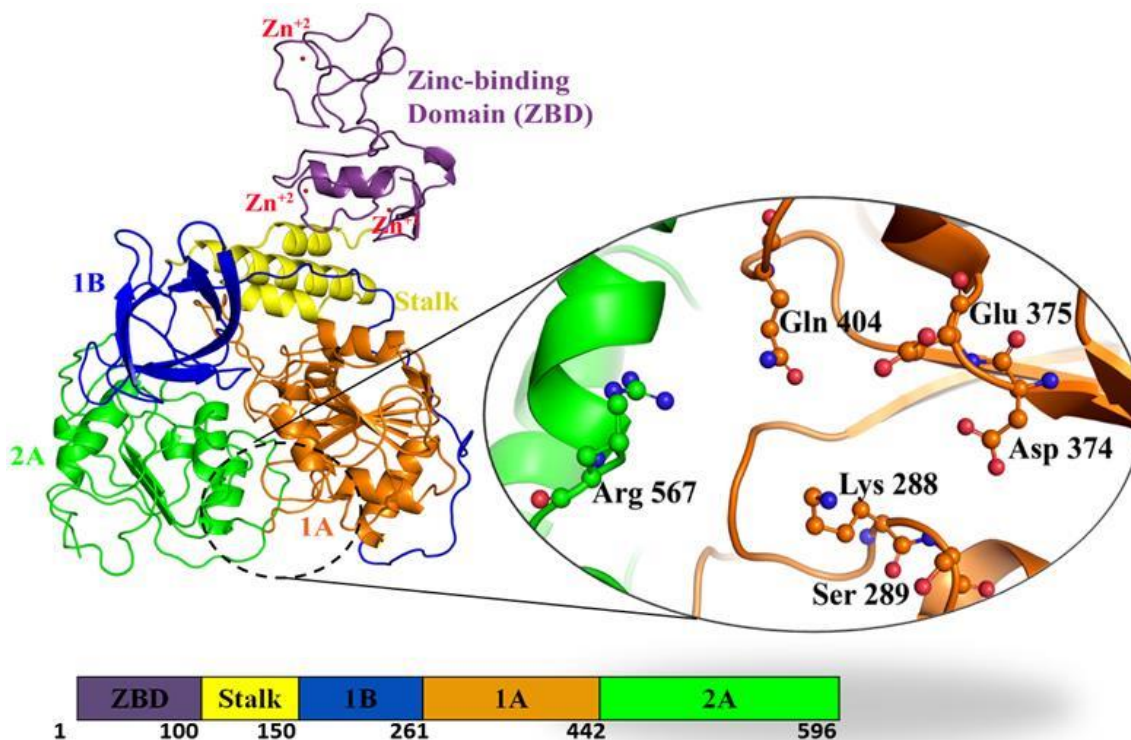 Zn+2
Zinc-binding
Domain (ZBD)
Zn+2
Zn+
1B
Stalk
2A
1A
Gln 404
Glu 375
Asp 374
Arg 567
Lys 288
Ser 289
ZBD Stalk 1B 1A 2A
1 100 150 261 442 596